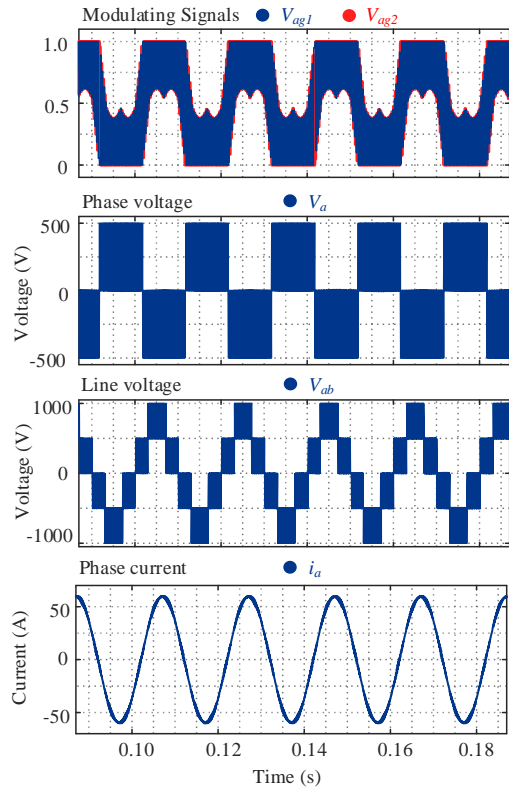 Modulating Signals V_ag1 V_ag2
1.0
0.5
0
Phase voltage V_a
500
0
-500
Voltage (V)
Line voltage V_ab
1000
0
-1000
Voltage (V)
Phase current i_a
50
0
-50
Current (A)
0.10 0.12 0.14 0.16 0.18
Time (s)